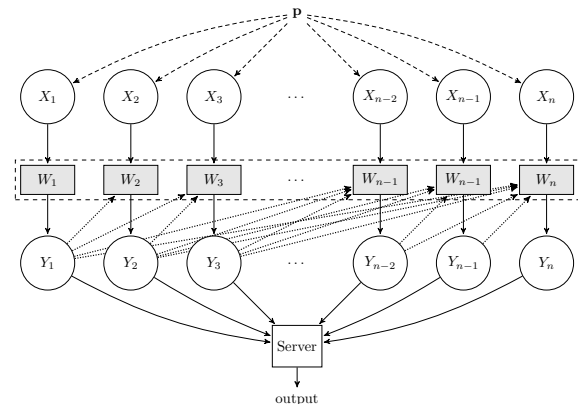 p
X₁ X₂ X₃ ... Xₙ₋₂ Xₙ₋₁ Xₙ
W₁ W₂ W₃ ... Wₙ₋₁ Wₙ₋₁ Wₙ
Y₁ Y₂ Y₃ ... Yₙ₋₂ Yₙ₋₁ Yₙ
Server
output